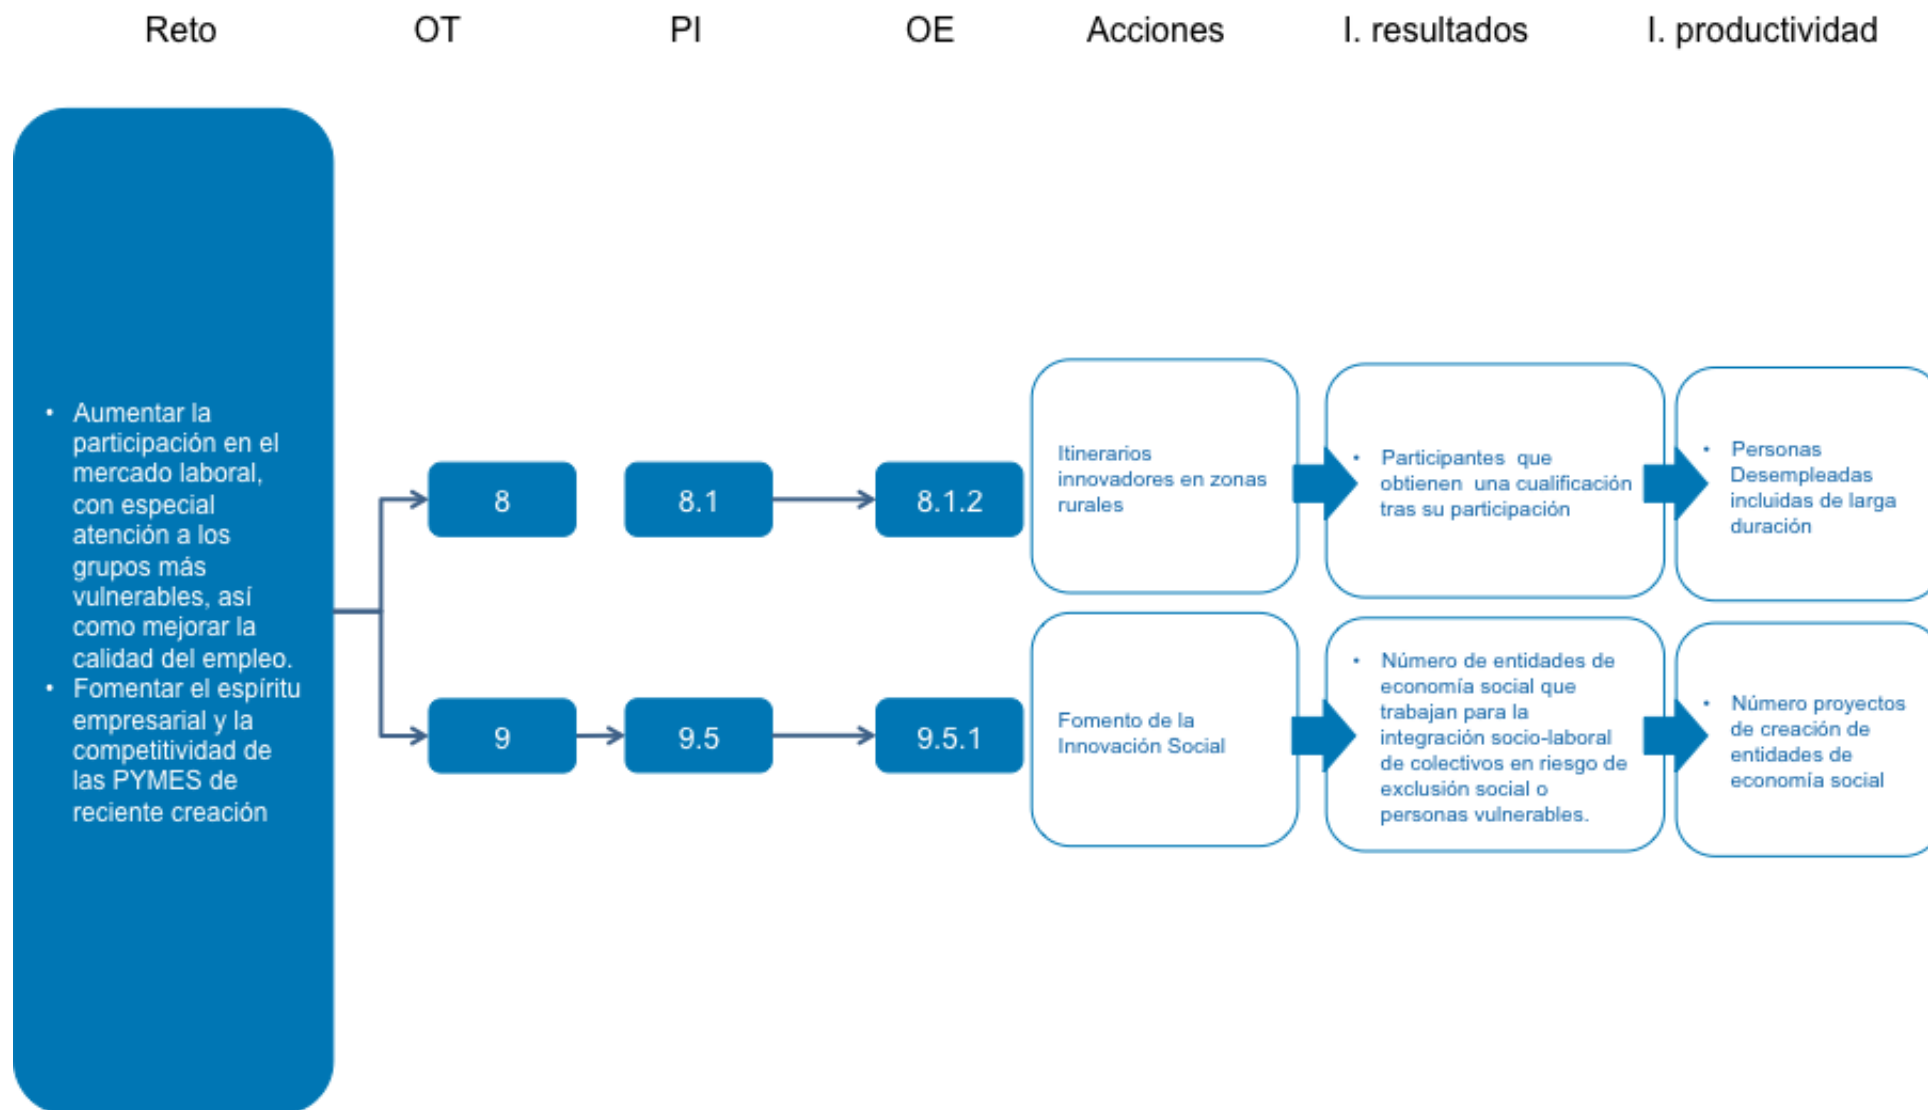 Reto OT PI OE Acciones I. resultados I. productividad
• Aumentar la
participación en el
mercado laboral,
con especial
atención a los
grupos más
vulnerables, así
como mejorar la
calidad del empleo.
• Fomentar el espíritu
empresarial y la
competitividad de
las PYMES de
reciente creación
8
8.1
8.1.2
Itinerarios
innovadores en zonas
rurales
• Participantes que
obtienen una cualificación
tras su participación
• Personas
Desempleadas
incluidas de larga
duración
9
9.5
9.5.1
Fomento de la
Innovación Social
• Número de entidades de
economía social que
trabajan para la
integración socio-laboral
de colectivos en riesgo de
exclusión social o
personas vulnerables.
• Número proyectos
de creación de
entidades de
economía social